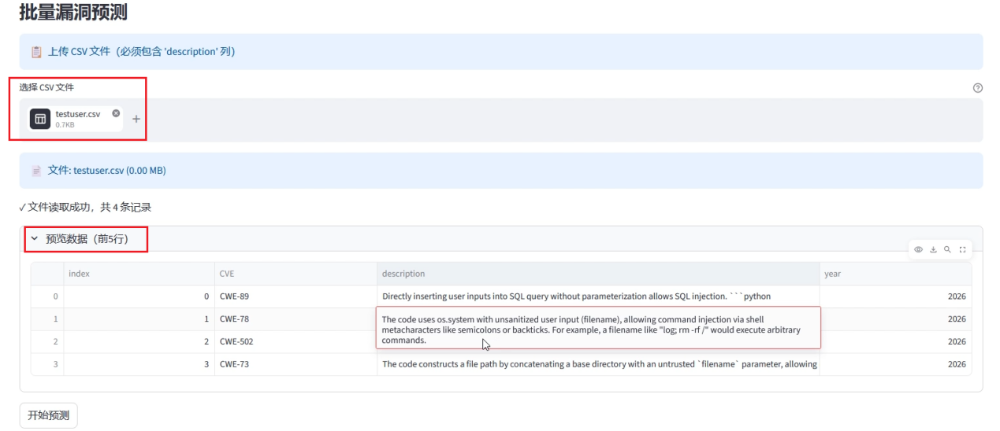 批量漏洞预测
上传 CSV 文件（必须包含 'description' 列）
选择 CSV 文件
testuser.csv
0.7KB
文件: testuser.csv (0.00 MB)
✓文件读取成功，共 4 条记录
预览数据（前5行）
index CVE description year
0 0 CWE-89 Directly inserting user inputs into SQL query without parameterization allows SQL injection. ```python 2026
1 1 CWE-78 2026
The code uses os.system with unsanitized user input (filename), allowing command injection via shell
metacharacters like semicolons or backticks. For example, a filename like "log; rm -rf /" would execute arbitrary
commands.
2 2 CWE-502 2026
3 3 CWE-73 The code constructs a file path by concatenating a base directory with an untrusted `filename` parameter, allowing 2026
开始预测